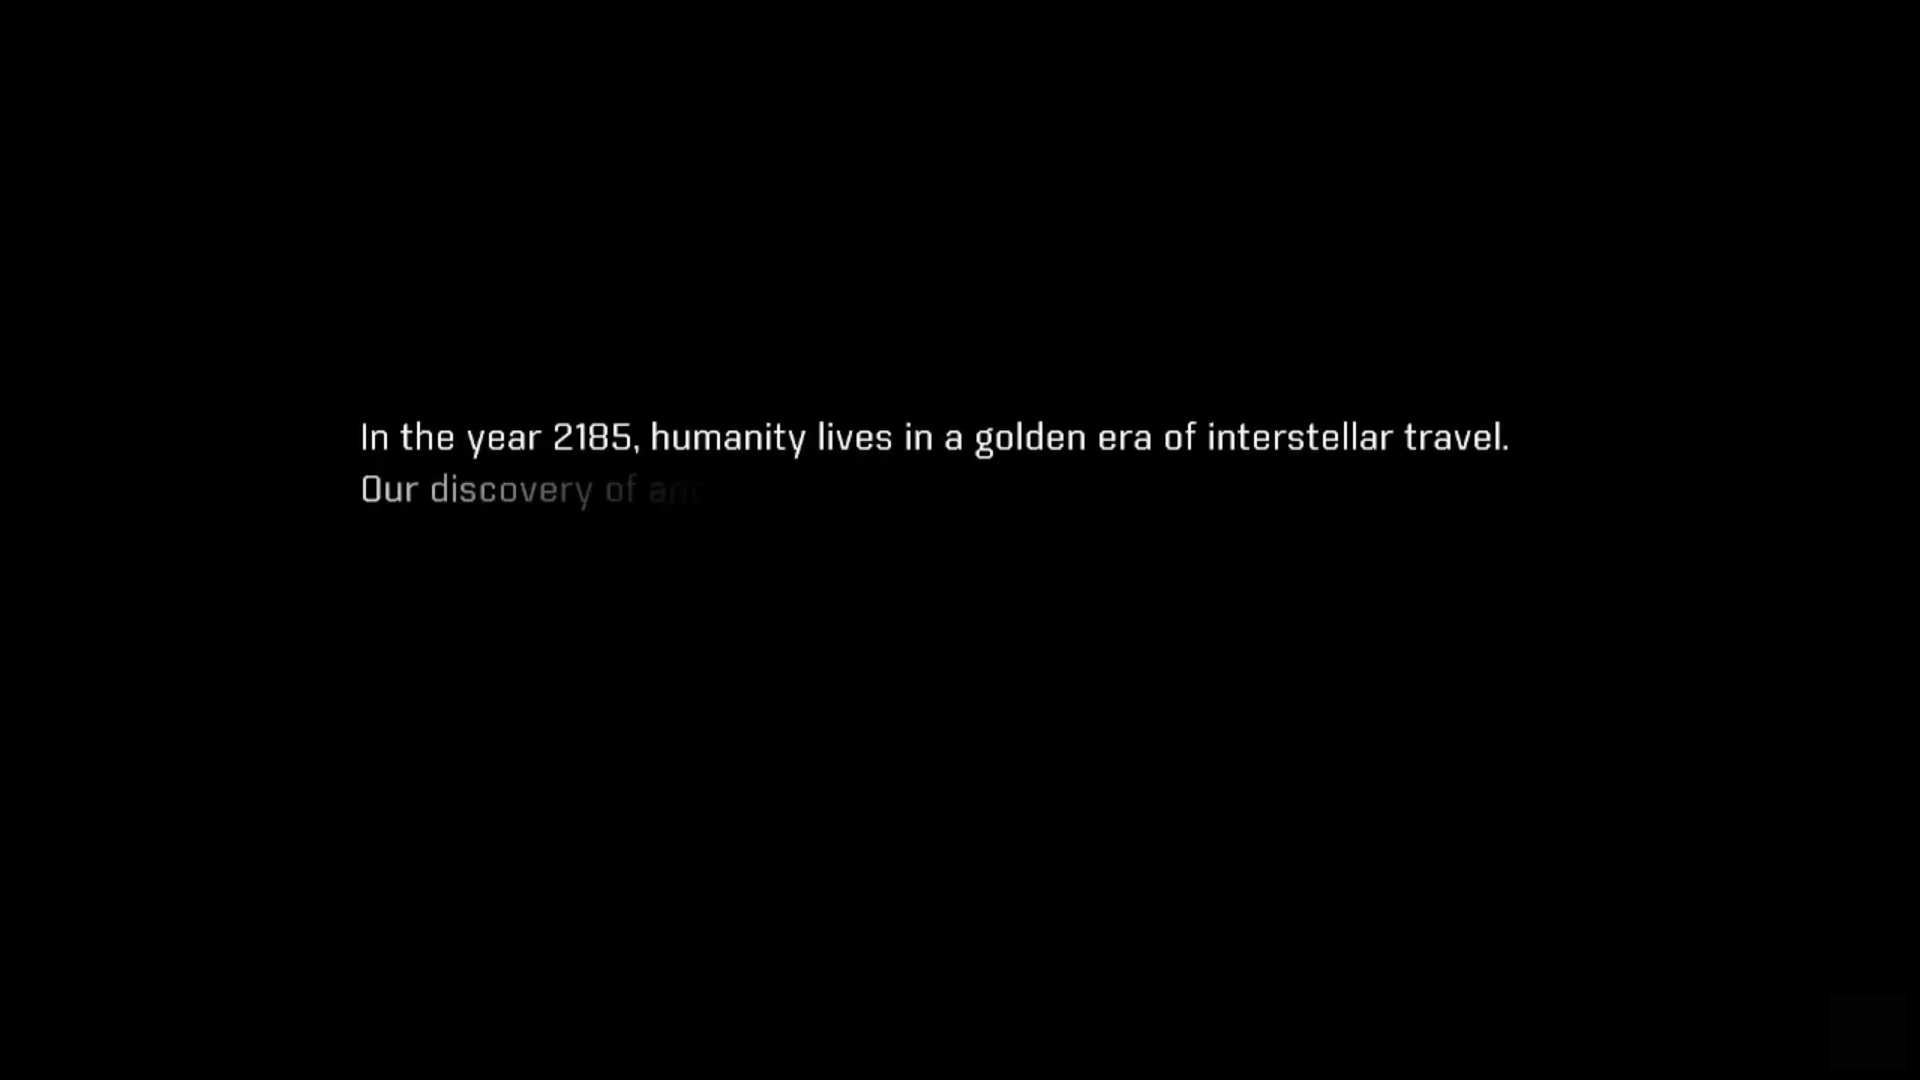 In the year 2185, humanity lives in a golden era of interstellar travel.
Our discovery of